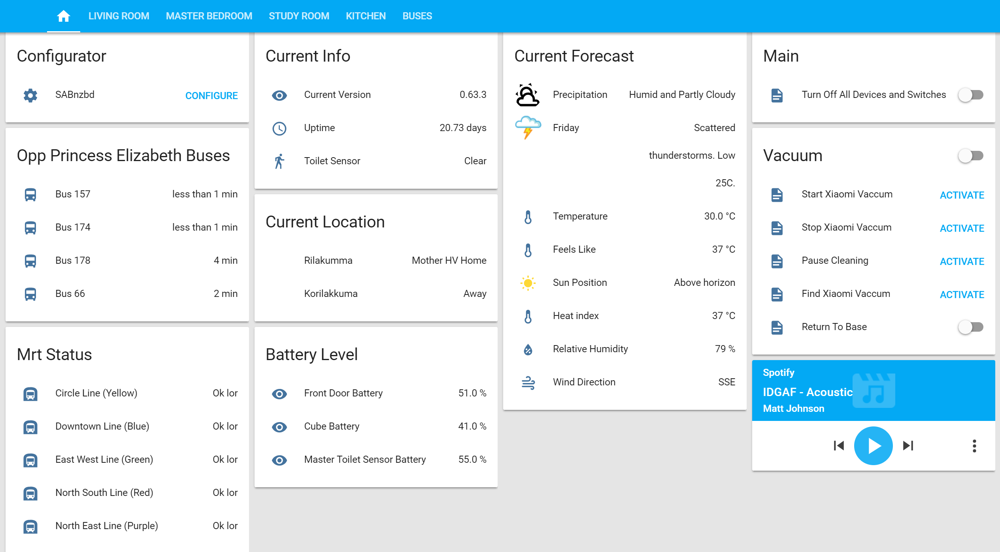 LIVING ROOM MASTER BEDROOM STUDY ROOM KITCHEN BUSES
Configurator
SABnzbd CONFIGURE
Opp Princess Elizabeth Buses
Bus 157 less than 1 min
Bus 174 less than 1 min
Bus 178 4 min
Bus 66 2 min
Mrt Status
Circle Line (Yellow) Ok lor
Downtown Line (Blue) Ok lor
East West Line (Green) Ok lor
North South Line (Red) Ok lor
North East Line (Purple) Ok lor
Current Info
Current Version 0.63.3
Uptime 20.73 days
Toilet Sensor Clear
Current Location
Rilakumma Mother HV Home
Korilakkuma Away
Battery Level
Front Door Battery 51.0 %
Cube Battery 41.0 %
Master Toilet Sensor Battery 55.0 %
Current Forecast
Precipitation Humid and Partly Cloudy
Friday Scattered
thunderstorms. Low
25C.
Temperature 30.0 °C
Feels Like 37 °C
Sun Position Above horizon
Heat index 37 °C
Relative Humidity 79 %
Wind Direction SSE
Main
Turn Off All Devices and Switches
Vacuum
Start Xiaomi Vaccum ACTIVATE
Stop Xiaomi Vaccum ACTIVATE
Pause Cleaning ACTIVATE
Find Xiaomi Vaccum ACTIVATE
Return To Base
Spotify
IDGAF - Acoustic
Matt Johnson